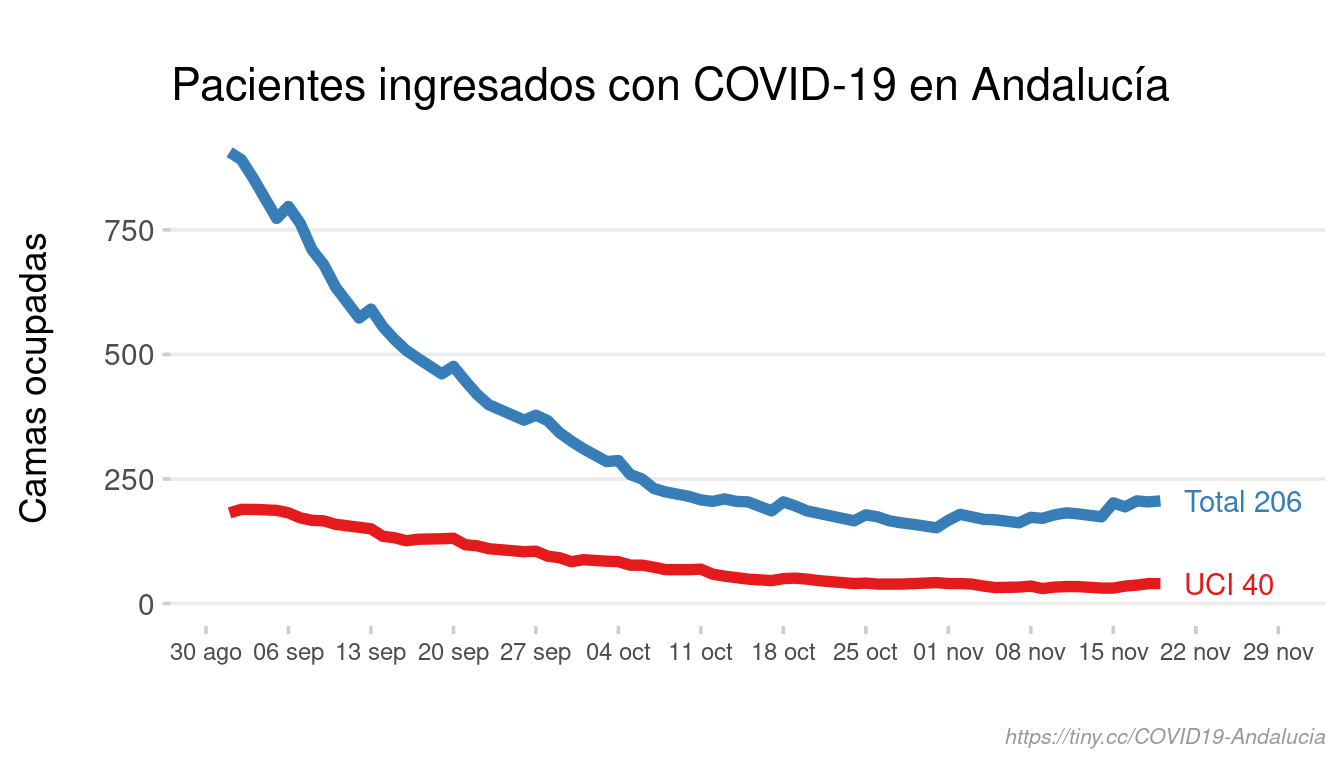 Pacientes ingresados con COVID-19 en Andalucía
Camas ocupadas
750
500
250
0
Total 206
UCI 40
30 ago 06 sep 13 sep 20 sep 27 sep 04 oct 11 oct 18 oct 25 oct 01 nov 08 nov 15 nov 22 nov 29 nov
https://tiny.cc/COVID19-Andalucia